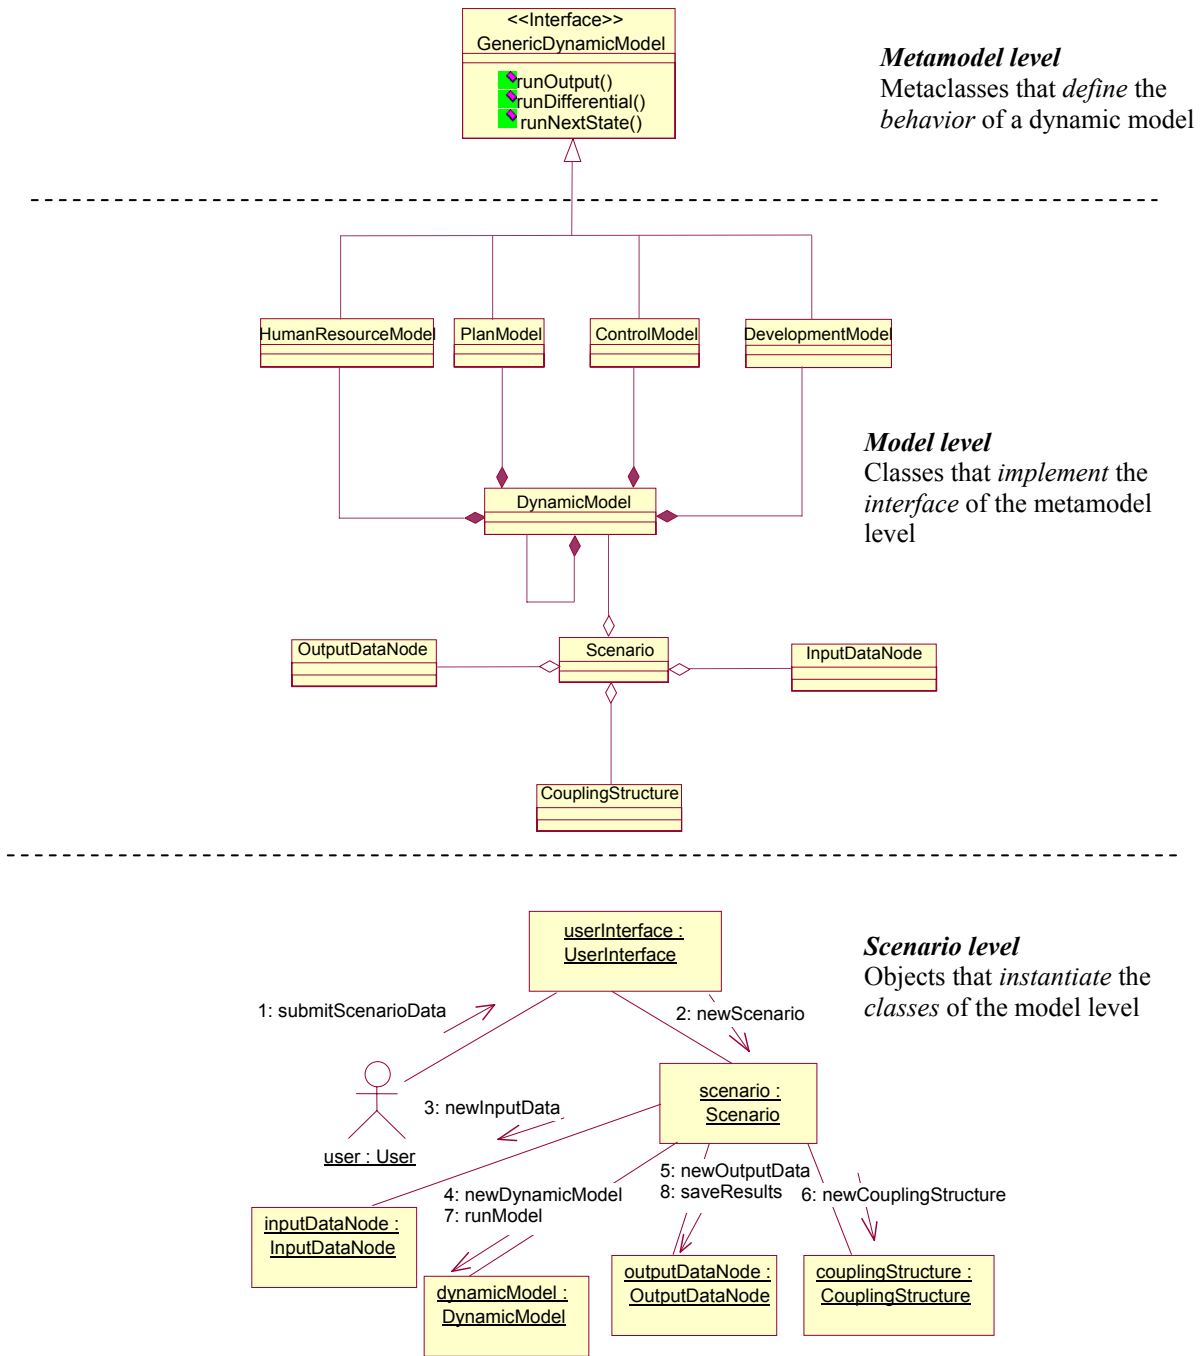 <<Interface>>
GenericDynamicModel
runOutput()
runDifferential()
runNextState()
Metamodel level
Metaclasses that define the
behavior of a dynamic model
HumanResourceModel
PlanModel
ControlModel
DevelopmentModel
Model level
Classes that implement the
interface of the metamodel
level
DynamicModel
OutputDataNode
Scenario
InputDataNode
CouplingStructure
userInterface :
UserInterface
Scenario level
Objects that instantiate the
classes of the model level
1: submitScenarioData
2: newScenario
scenario :
Scenario
3: newInputData
user : User
4: newDynamicModel
7: runModel
5: newOutputData
8: saveResults
6: newCouplingStructure
inputDataNode :
InputDataNode
dynamicModel :
DynamicModel
outputDataNode :
OutputDataNode
couplingStructure :
CouplingStructure